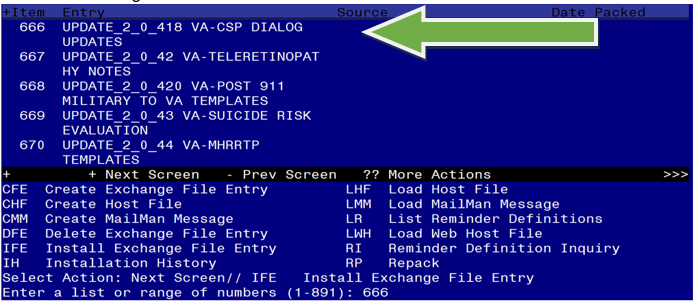 +Item Entry Source Date Packed
666 UPDATE_2_0_418 VA-CSP DIALOG
UPDATES
667 UPDATE_2_0_42 VA-TELERETINOPAT
HY NOTES
668 UPDATE_2_0_420 VA-POST 911
MILITARY TO VA TEMPLATES
669 UPDATE_2_0_43 VA-SUICIDE RISK
EVALUATION
670 UPDATE_2_0_44 VA-MHRRTP
TEMPLATES
+ + Next Screen - Prev Screen ?? More Actions >>>
CFE Create Exchange File Entry LHF Load Host File
CHF Create Host File LMM Load MailMan Message
CMM Create MailMan Message LR List Reminder Definitions
DFE Delete Exchange File Entry LWH Load Web Host File
IFE Install Exchange File Entry RI Reminder Definition Inquiry
IH Installation History RP Repack
Select Action: Next Screen// IFE Install Exchange File Entry
Enter a list or range of numbers (1-891): 666